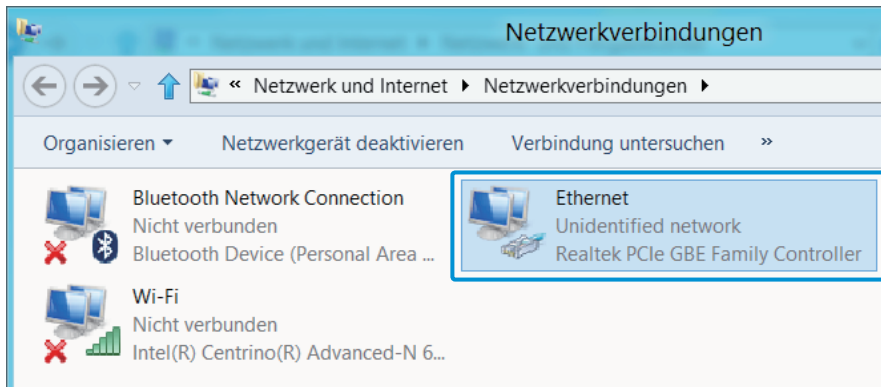 Netzwerkverbindungen
« Netzwerk und Internet ▸ Netzwerkverbindungen ▸
Organisieren ▾ Netzwerkgerät deaktivieren Verbindung untersuchen »
Bluetooth Network Connection
Nicht verbunden
Bluetooth Device (Personal Area ...
Ethernet
Unidentified network
Realtek PCIe GBE Family Controller
Wi-Fi
Nicht verbunden
Intel(R) Centrino(R) Advanced-N 6...